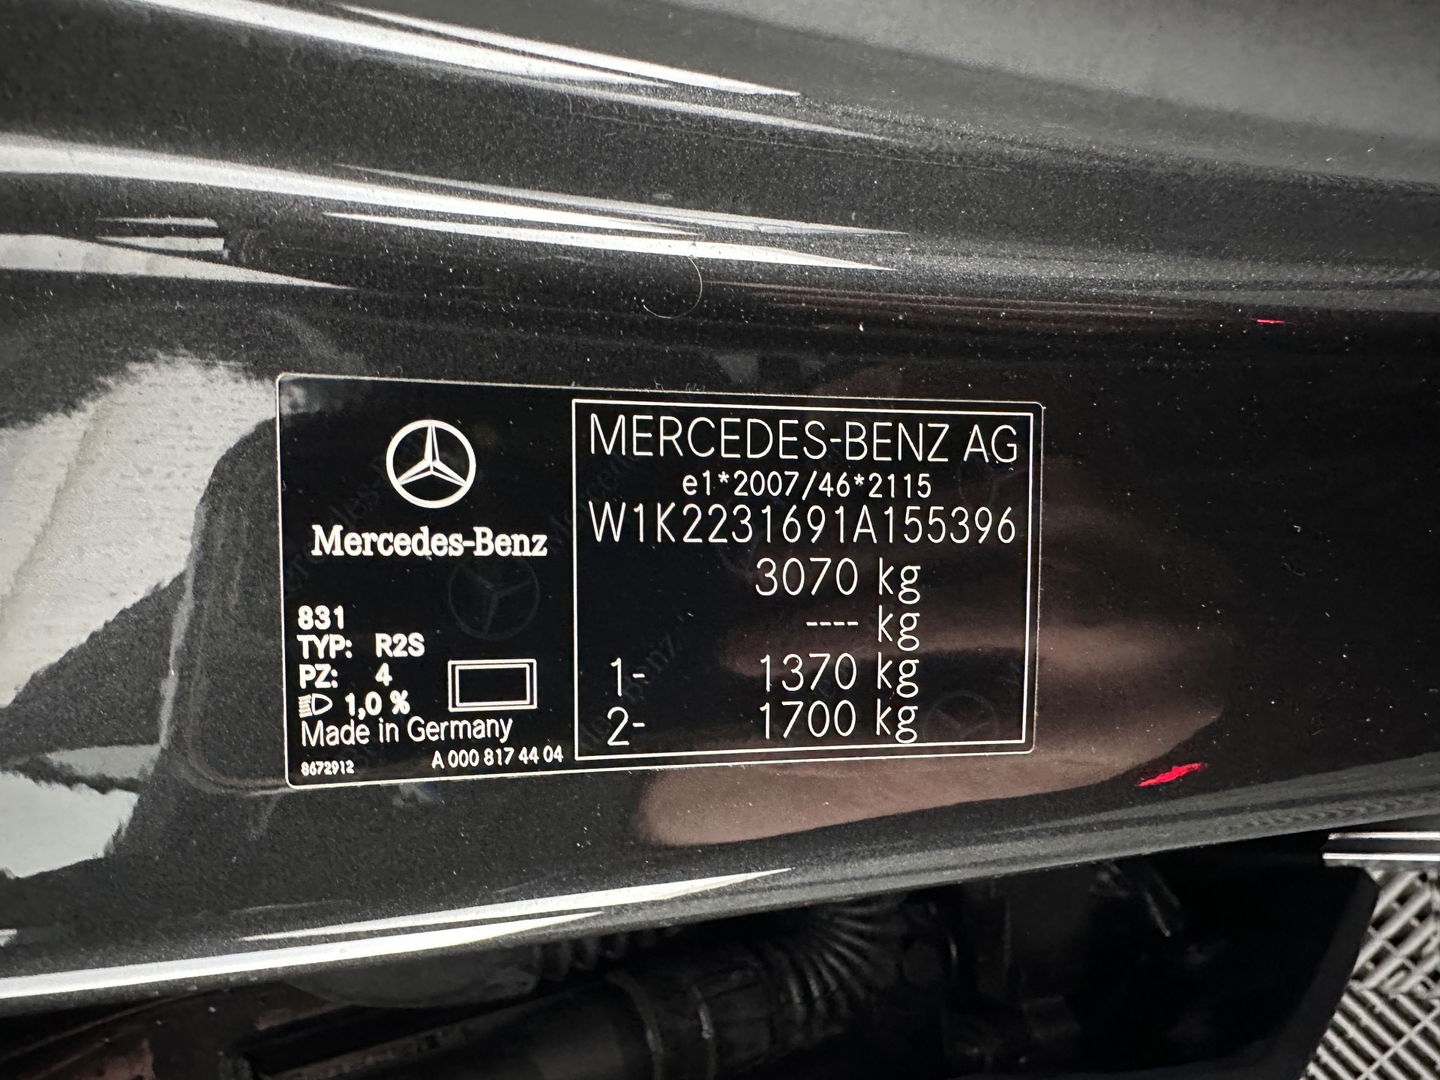 Mercedes-Benz
831
TYP: R2S
PZ: 4
1,0 %
Made in Germany
8672912
A 000 817 44 04
MERCEDES-BENZ AG
e1*2007/46*2115
W1K2231691A155396
3070 kg
---- kg
1- 1370 kg
2- 1700 kg